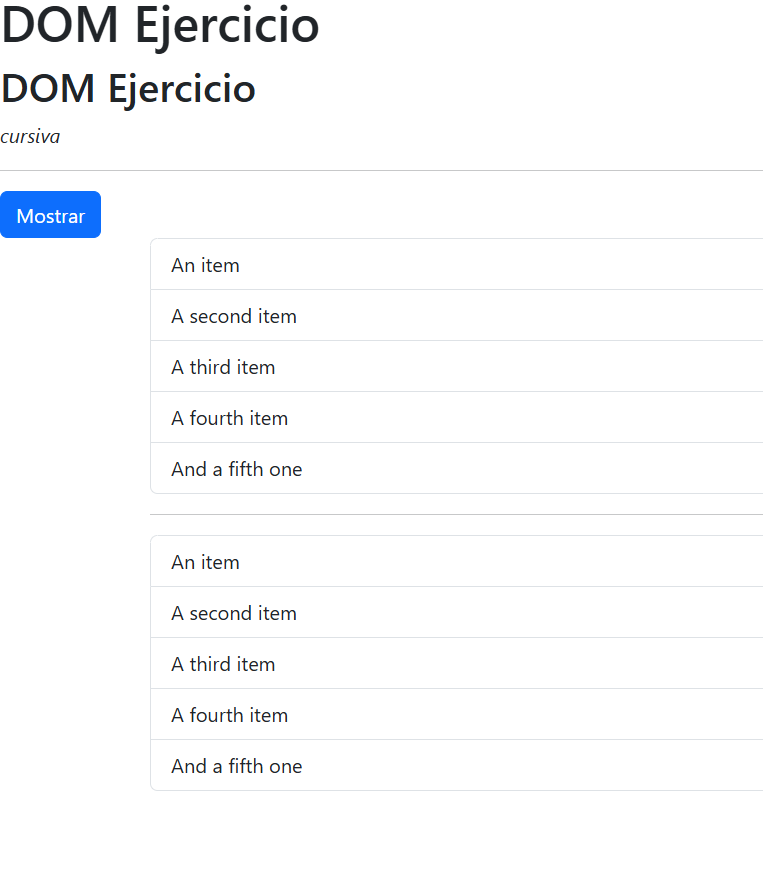 DOM Ejercicio
DOM Ejercicio
cursiva
Mostrar
An item
A second item
A third item
A fourth item
And a fifth one
An item
A second item
A third item
A fourth item
And a fifth one